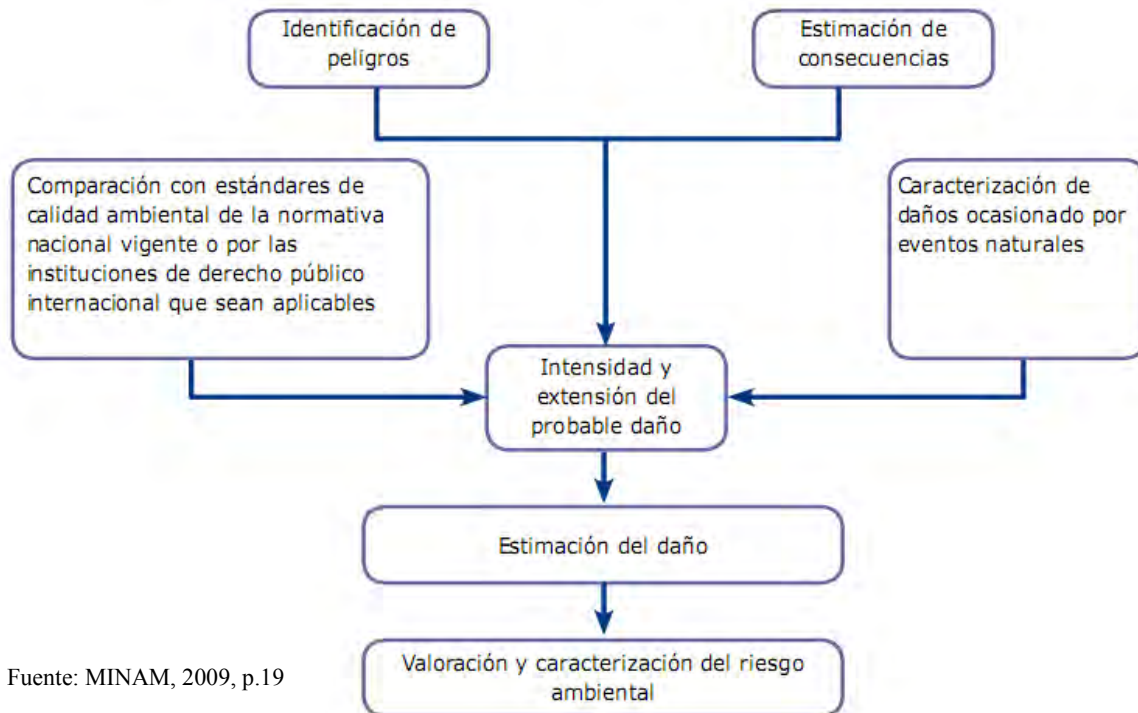 Identificación de
peligros
Estimación de
consecuencias
Comparación con estándares de
calidad ambiental de la normativa
nacional vigente o por las
instituciones de derecho público
internacional que sean aplicables
Caracterización de
daños ocasionado por
eventos naturales
Intensidad y
extensión del
probable daño
Estimación del daño
Valoración y caracterización del riesgo
ambiental
Fuente: MINAM, 2009, p.19